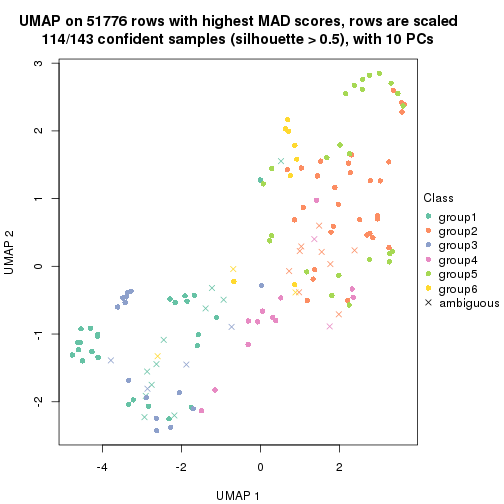 UMAP on 51776 rows with highest MAD scores, rows are scaled
114/143 confident samples (silhouette > 0.5), with 10 PCs
3
2
1
0
-1
-2
UMAP 2
-4
-2
0
2
UMAP 1
Class
group1
group2
group3
group4
group5
group6
ambiguous